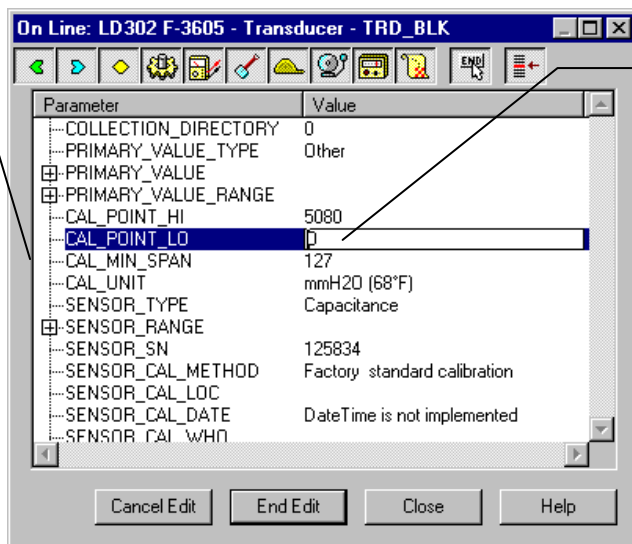 On Line: LD302 F-3605 - Transducer - TRD_BLK
END
Parameter Value
COLLECTION_DIRECTORY 0
PRIMARY_VALUE_TYPE Other
PRIMARY_VALUE
PRIMARY_VALUE_RANGE
CAL_POINT_HI 5080
CAL_POINT_LO 0
CAL_MIN_SPAN 127
CAL_UNIT mmH20 (68°F)
SENSOR_TYPE Capacitance
SENSOR_RANGE
SENSOR_SN 125834
SENSOR_CAL_METHOD Factory standard calibration
SENSOR_CAL_LOC
SENSOR_CAL_DATE DateTime is not implemented
SENSOR_CAL_WHO
Cancel Edit End Edit Close Help